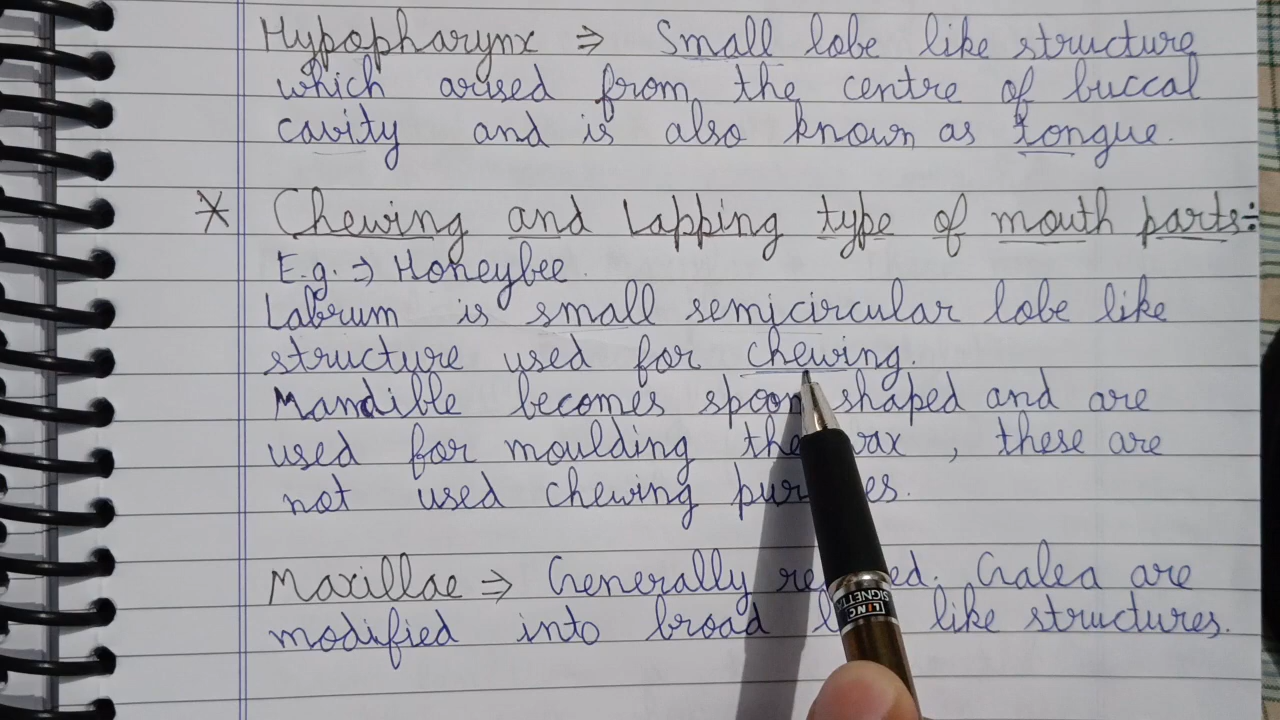 Hypopharynx ⇒ Small lobe like structure
which arised from the centre of buccal
cavity and is also known as tongue.
* Chewing and Lapping type of mouth parts:-
E.g. ⇒ Honeybee.
Labrum is small semicircular lobe like
structure used for chewing.
Mandible becomes spoon shaped and are
used for moulding the wax, these are
not used chewing
Maxillae ⇒ Generally Galea are
modified into broad like structures.
LINC
SIGNETTA